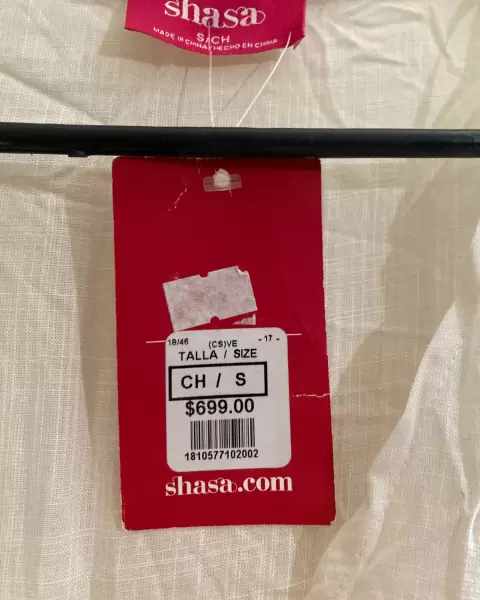 shasa
S/CH
MADE IN CHINA / HECHO EN CHINA
18/46 (CS)VE - 17 -
TALLA / SIZE
CH / S
$699.00
1810577102002
shasa.com